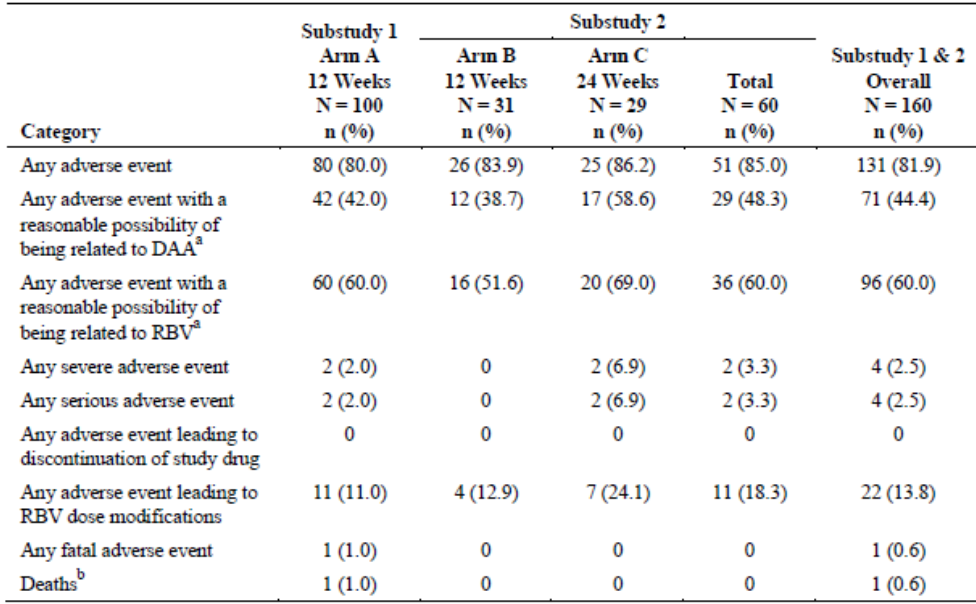 Substudy 2
Substudy 1
Arm A Arm B Arm C Substudy 1 & 2
12 Weeks 12 Weeks 24 Weeks Total Overall
N = 100 N = 31 N = 29 N = 60 N = 160
Category n (%) n (%) n (%) n (%) n (%)
Any adverse event 80 (80.0) 26 (83.9) 25 (86.2) 51 (85.0) 131 (81.9)
Any adverse event with a 42 (42.0) 12 (38.7) 17 (58.6) 29 (48.3) 71 (44.4)
reasonable possibility of
being related to DAAa
Any adverse event with a 60 (60.0) 16 (51.6) 20 (69.0) 36 (60.0) 96 (60.0)
reasonable possibility of
being related to RBVa
Any severe adverse event 2 (2.0) 0 2 (6.9) 2 (3.3) 4 (2.5)
Any serious adverse event 2 (2.0) 0 2 (6.9) 2 (3.3) 4 (2.5)
Any adverse event leading to 0 0 0 0 0
discontinuation of study drug
Any adverse event leading to 11 (11.0) 4 (12.9) 7 (24.1) 11 (18.3) 22 (13.8)
RBV dose modifications
Any fatal adverse event 1 (1.0) 0 0 0 1 (0.6)
Deathsb 1 (1.0) 0 0 0 1 (0.6)